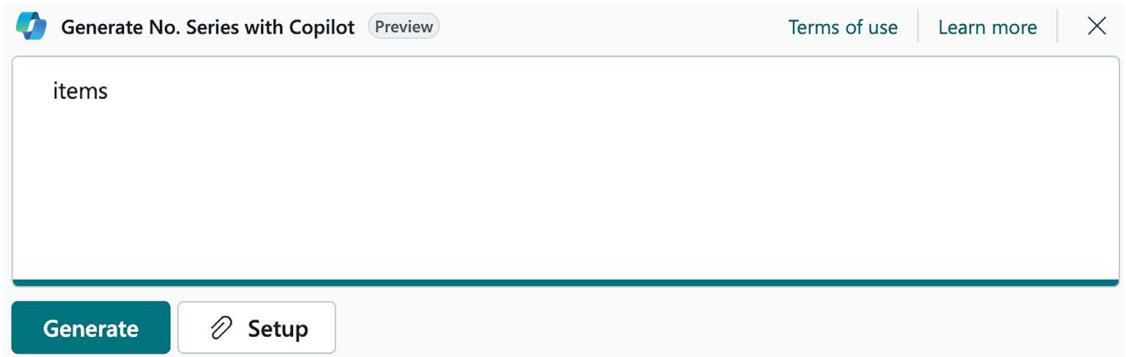 Generate No. Series with Copilot Preview Terms of use Learn more
items
Generate Setup